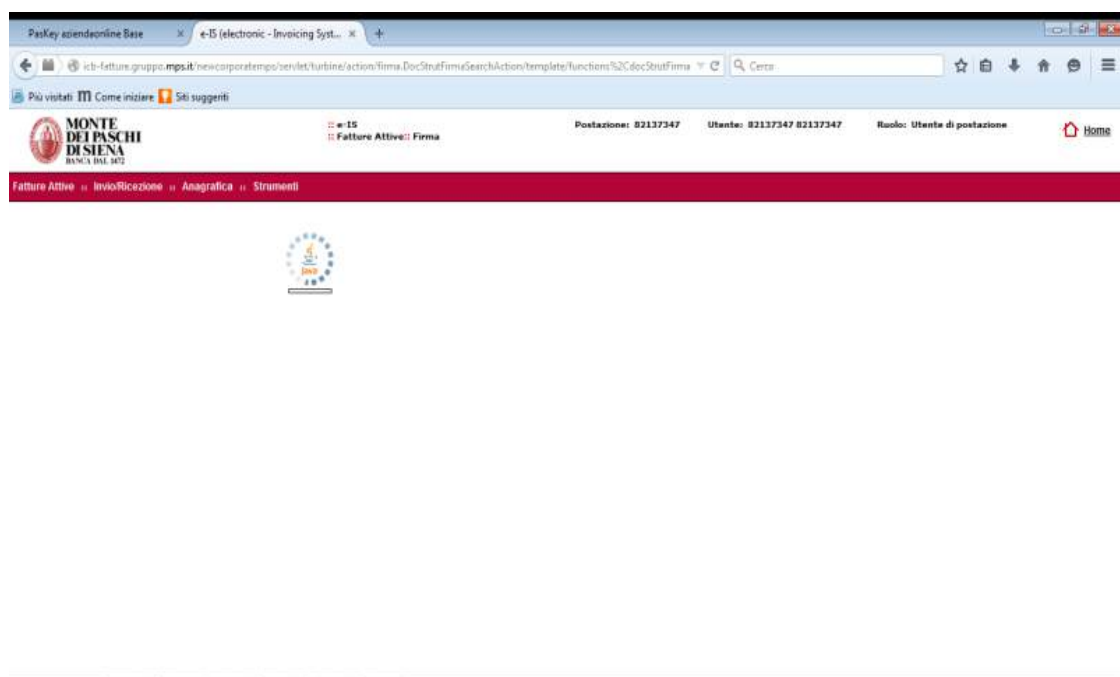 PasKey aziendaonline Base × e-IS (electronic - Invoicing Syst... × +
icb-fatture.gruppo.mps.it/newcorporatemps/servlet/turbine/action/firma.DocStrutFirmaSearchAction/template/functions%2CdocStrutFirma Cerca
Più visitati Come iniziare Siti suggeriti
MONTE
DEI PASCHI
DI SIENA
BANCA DAL 1472
:: e-IS
:: Fatture Attive:: Firma
Postazione: 82137347 Utente: 82137347 82137347 Ruolo: Utente di postazione Home
Fatture Attive :: Invio/Ricezione :: Anagrafica :: Strumenti
Java